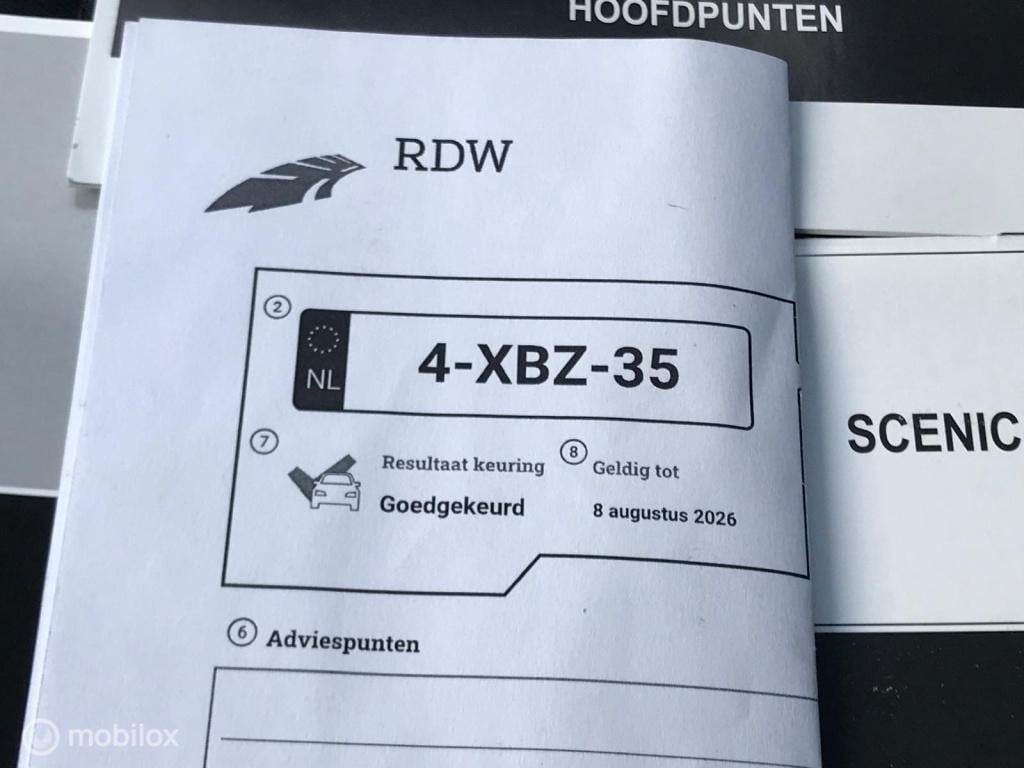 HOOFDPUNTEN
RDW
2
NL
4-XBZ-35
7
Resultaat keuring
Goedgekeurd
8
Geldig tot
8 augustus 2026
SCENIC
6 Adviespunten
mobilox